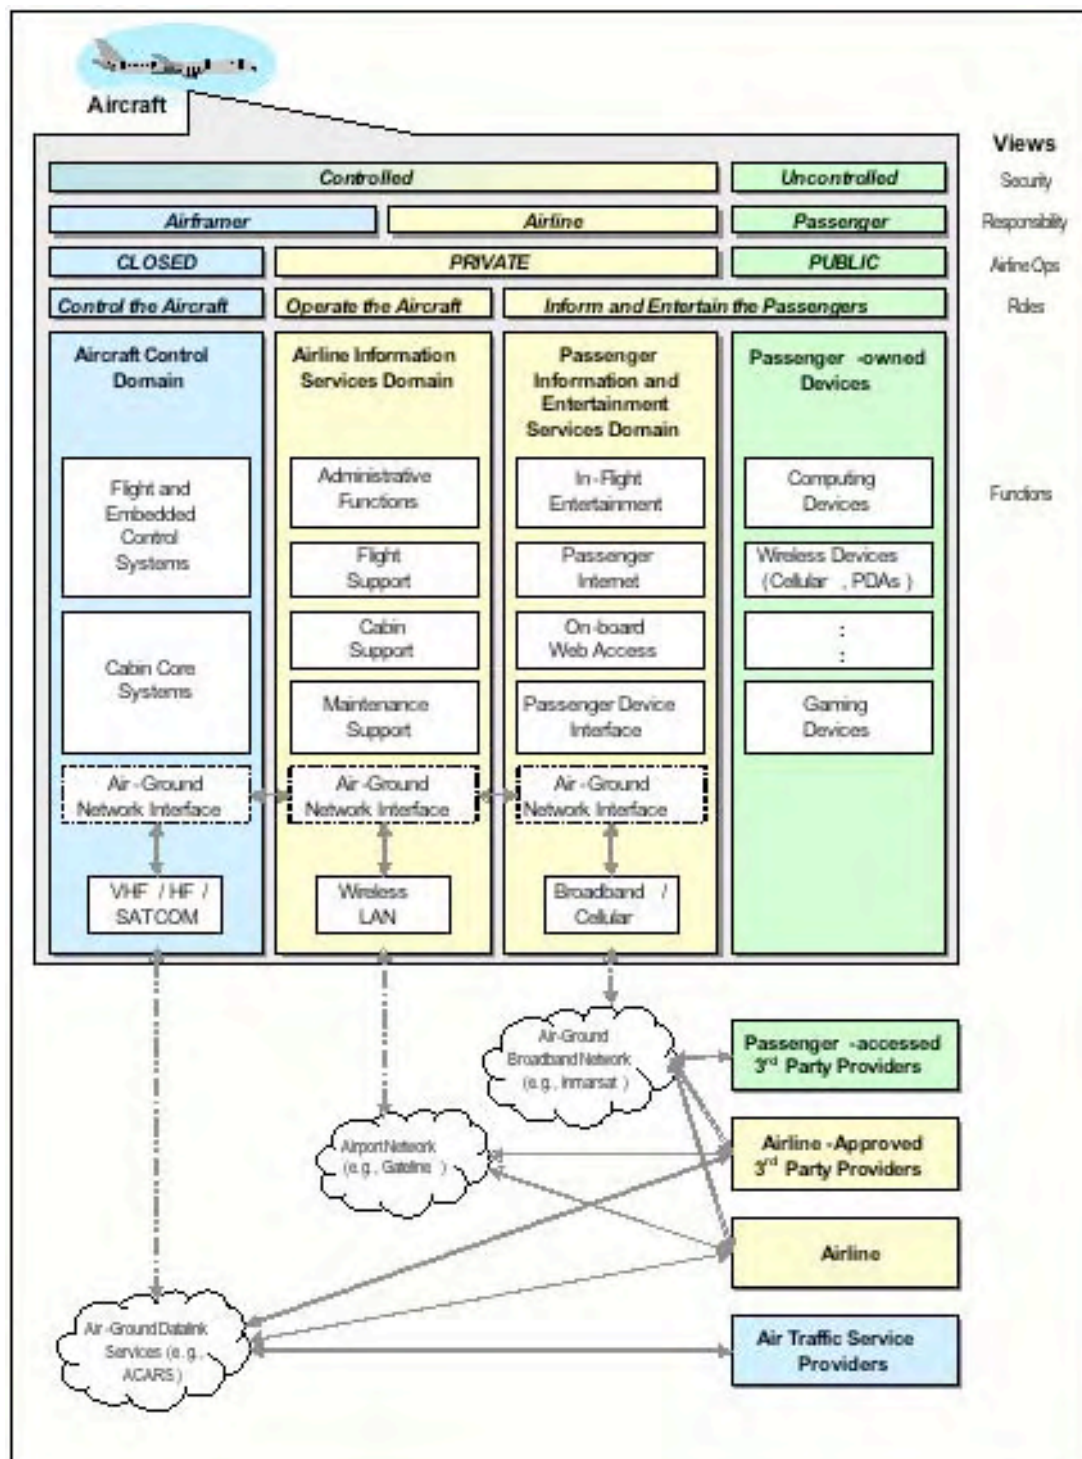 Aircraft
Views
Controlled
Uncontrolled
Security
Airframer
Airline
Passenger
Responsibility
CLOSED
PRIVATE
PUBLIC
Airline Ops
Control the Aircraft
Operate the Aircraft
Inform and Entertain the Passengers
Roles
Aircraft Control
Domain
Airline Information
Services Domain
Passenger
Information and
Entertainment
Services Domain
Passenger -owned
Devices
Functions
Flight and
Embedded
Control
Systems
Cabin Core
Systems
Air -Ground
Network Interface
VHF / HF /
SATCOM
Administrative
Functions
Flight
Support
Cabin
Support
Maintenance
Support
Air -Ground
Network Interface
Wireless
LAN
In -Flight
Entertainment
Passenger
Internet
On-board
Web Access
Passenger Device
Interface
Air -Ground
Network Interface
Broadband /
Cellular
Computing
Devices
Wireless Devices
(Cellular , PDAs )
:
:
Gaming
Devices
Air-Ground
Broadband Network
(e.g., Inmarsat )
Airport Network
(e.g., Gatelink )
Air -Ground Datalink
Services (e.g.,
ACARS)
Passenger -accessed
3rd Party Providers
Airline -Approved
3rd Party Providers
Airline
Air Traffic Service
Providers